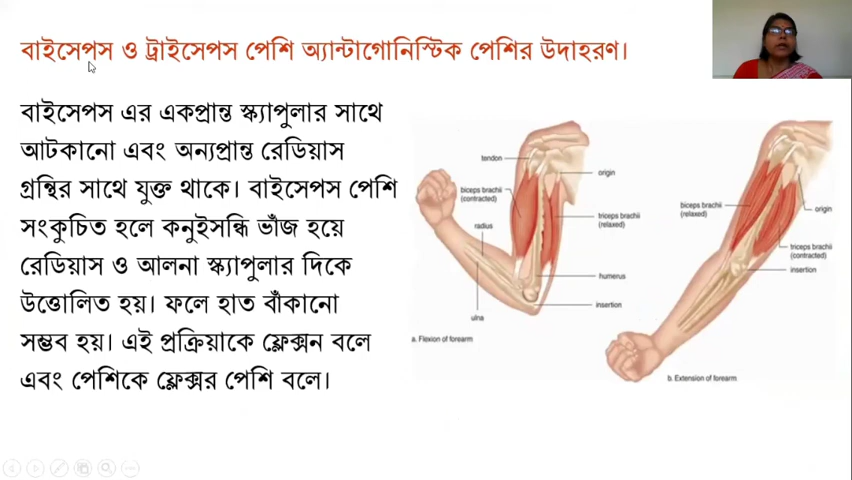 বাইসেপস ও ট্রাইসেপস পেশি অ্যান্টাগোনিস্টিক পেশির উদাহরণ।
বাইসেপস এর একপ্রান্ত স্ক্যাপুলার সাথে
আটকানো এবং অন্যপ্রান্ত রেডিয়াস
গ্রন্থির সাথে যুক্ত থাকে। বাইসেপস পেশি
সংকুচিত হলে কনুইসন্ধি ভাঁজ হয়ে
রেডিয়াস ও আলনা স্ক্যাপুলার দিকে
উত্তোলিত হয়। ফলে হাত বাঁকানো
সম্ভব হয়। এই প্রক্রিয়াকে ফ্লেক্সন বলে
এবং পেশিকে ফ্লেক্সর পেশি বলে।
tendon
origin
biceps brachii
(contracted)
triceps brachii
(relaxed)
radius
humerus
insertion
ulna
a. Flexion of forearm
biceps brachii
(relaxed)
origin
triceps brachii
(contracted)
insertion
b. Extension of forearm